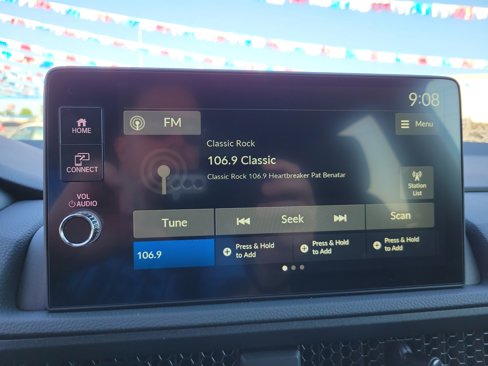 9:08
HOME
FM
Menu
Classic Rock
106.9 Classic
Classic Rock 106.9 Heartbreaker Pat Benatar
CONNECT
Station
List
VOL
AUDIO
Tune
Seek
Scan
106.9
Press & Hold
to Add
Press & Hold
to Add
Press & Hold
to Add